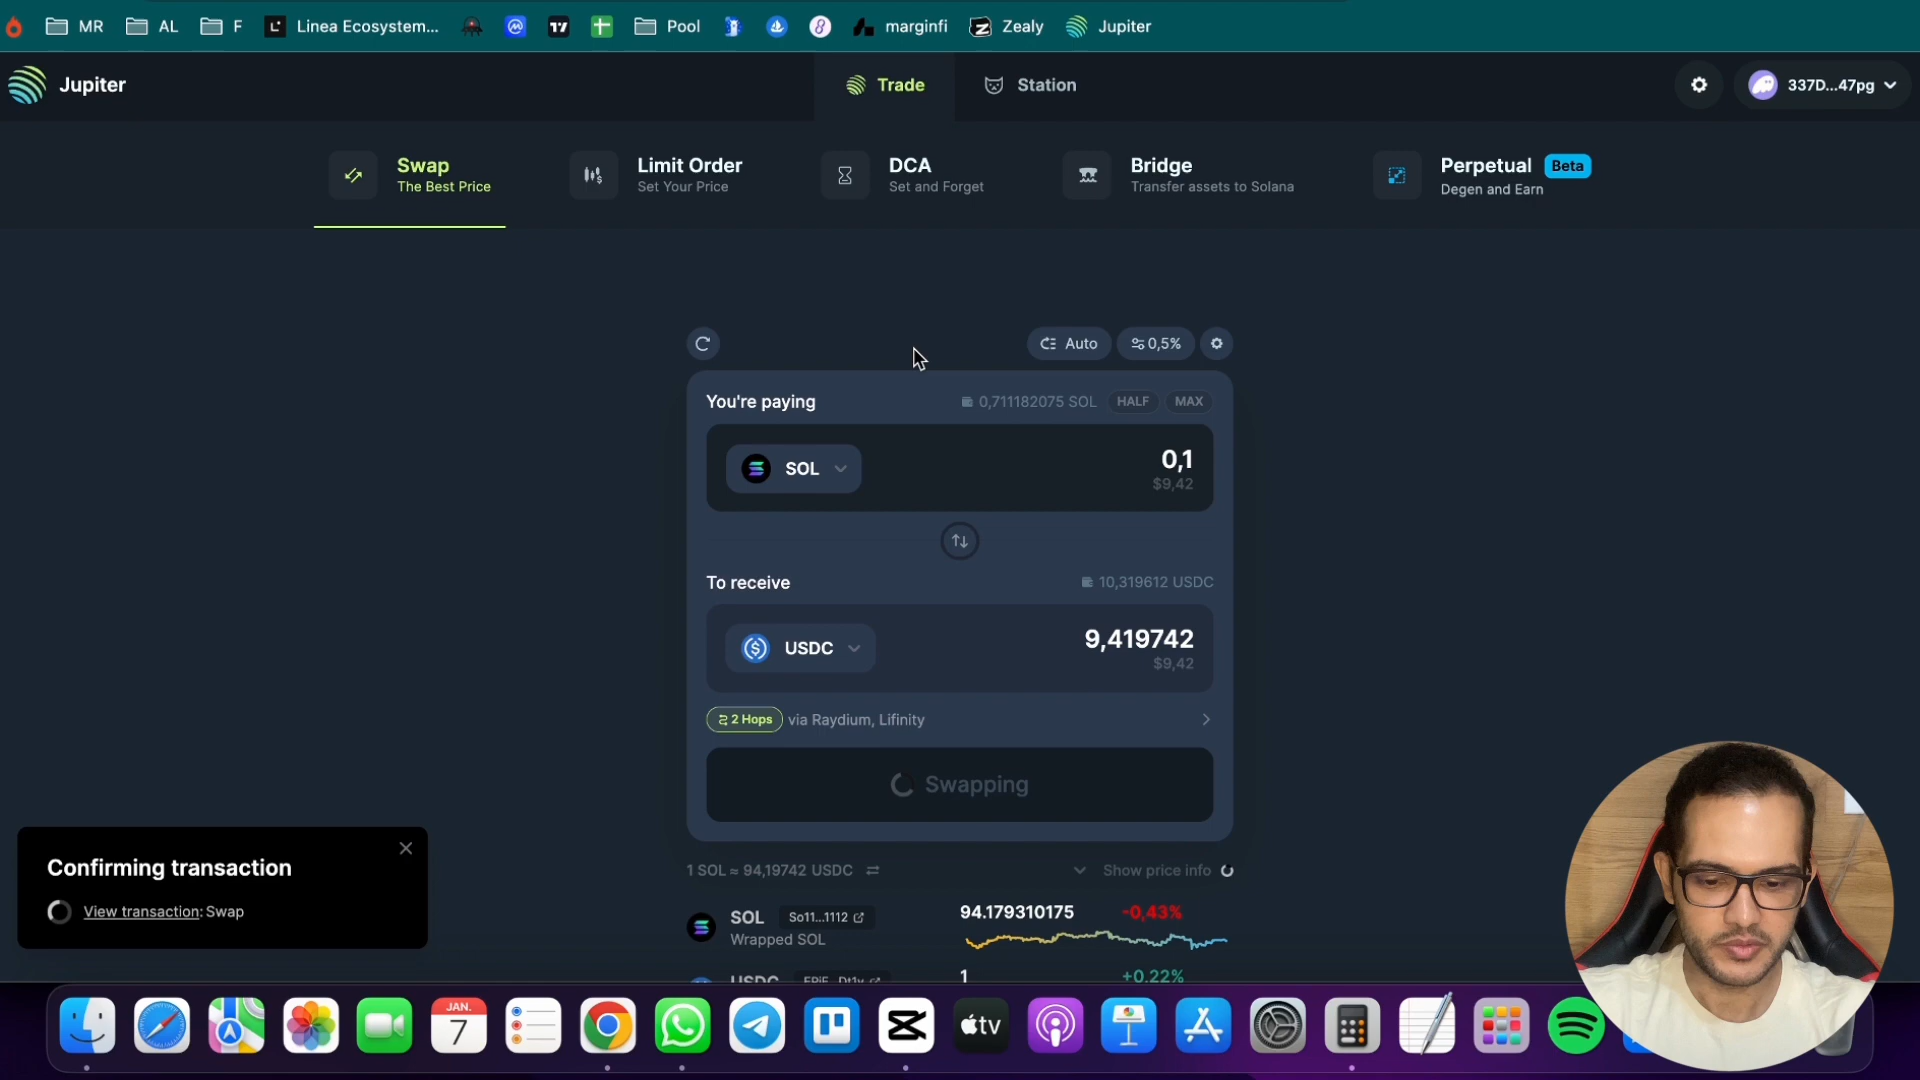 MR
AL
F
Linea Ecosystem...
Pool
marginfi
Zealy
Jupiter
Jupiter
Trade
Station
337D...47pg
Swap
The Best Price
Limit Order
Set Your Price
DCA
Set and Forget
Bridge
Transfer assets to Solana
Perpetual Beta
Degen and Earn
Auto
0,5%
You're paying
0,711182075 SOL
HALF
MAX
SOL
0,1
$9,42
To receive
10,319612 USDC
USDC
9,419742
$9,42
2 Hops via Raydium, Lifinity
Swapping
Confirming transaction
View transaction: Swap
1 SOL ≈ 94,19742 USDC
Show price info
SOL
So11...1112
94.179310175
-0,43%
Wrapped SOL
USDC
EPjF...Dt1v
1
+0.22%
JAN.
7
tv